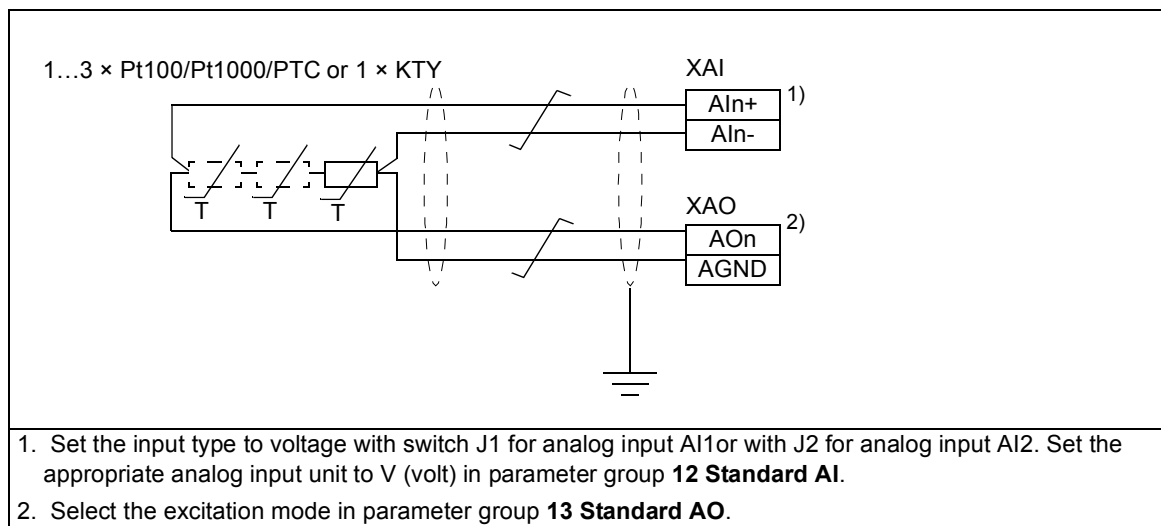 1…3 × Pt100/Pt1000/PTC or 1 × KTY
XAI
AIn+ 1)
AIn-
T T T
XAO
AOn 2)
AGND
1. Set the input type to voltage with switch J1 for analog input AI1or with J2 for analog input AI2. Set the
appropriate analog input unit to V (volt) in parameter group 12 Standard AI.
2. Select the excitation mode in parameter group 13 Standard AO.